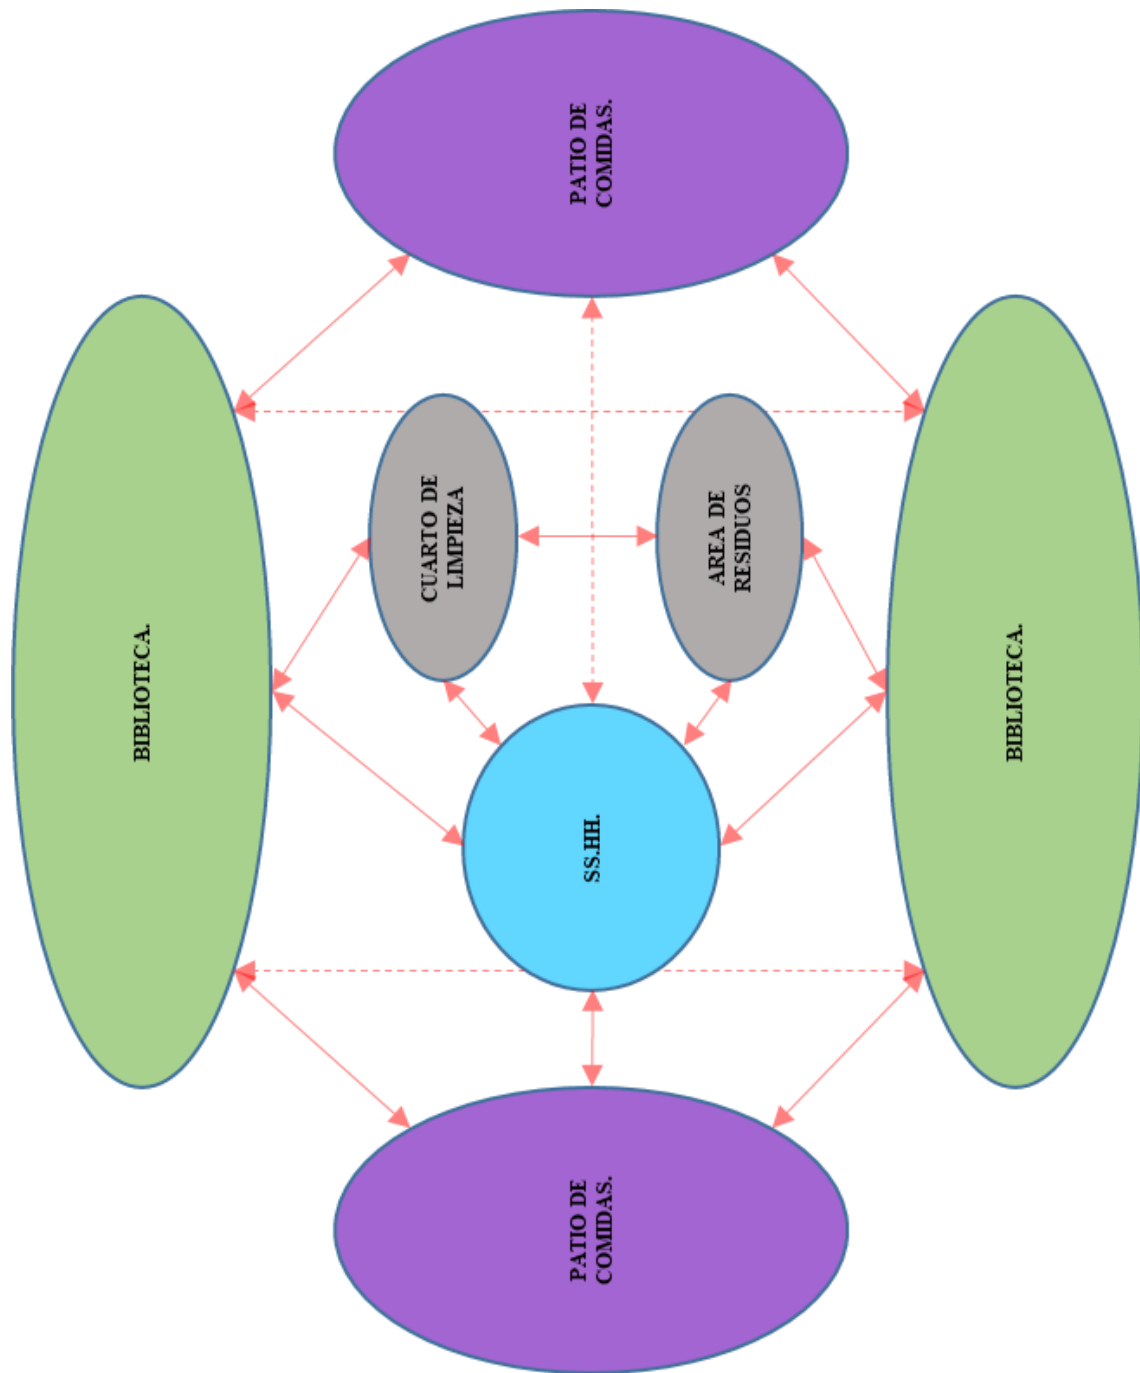 BIBLIOTECA.
CUARTO DE
LIMPIEZA
PATIO DE
COMIDAS.
SS.HH.
PATIO DE
COMIDAS.
AREA DE
RESIDUOS
BIBLIOTECA.